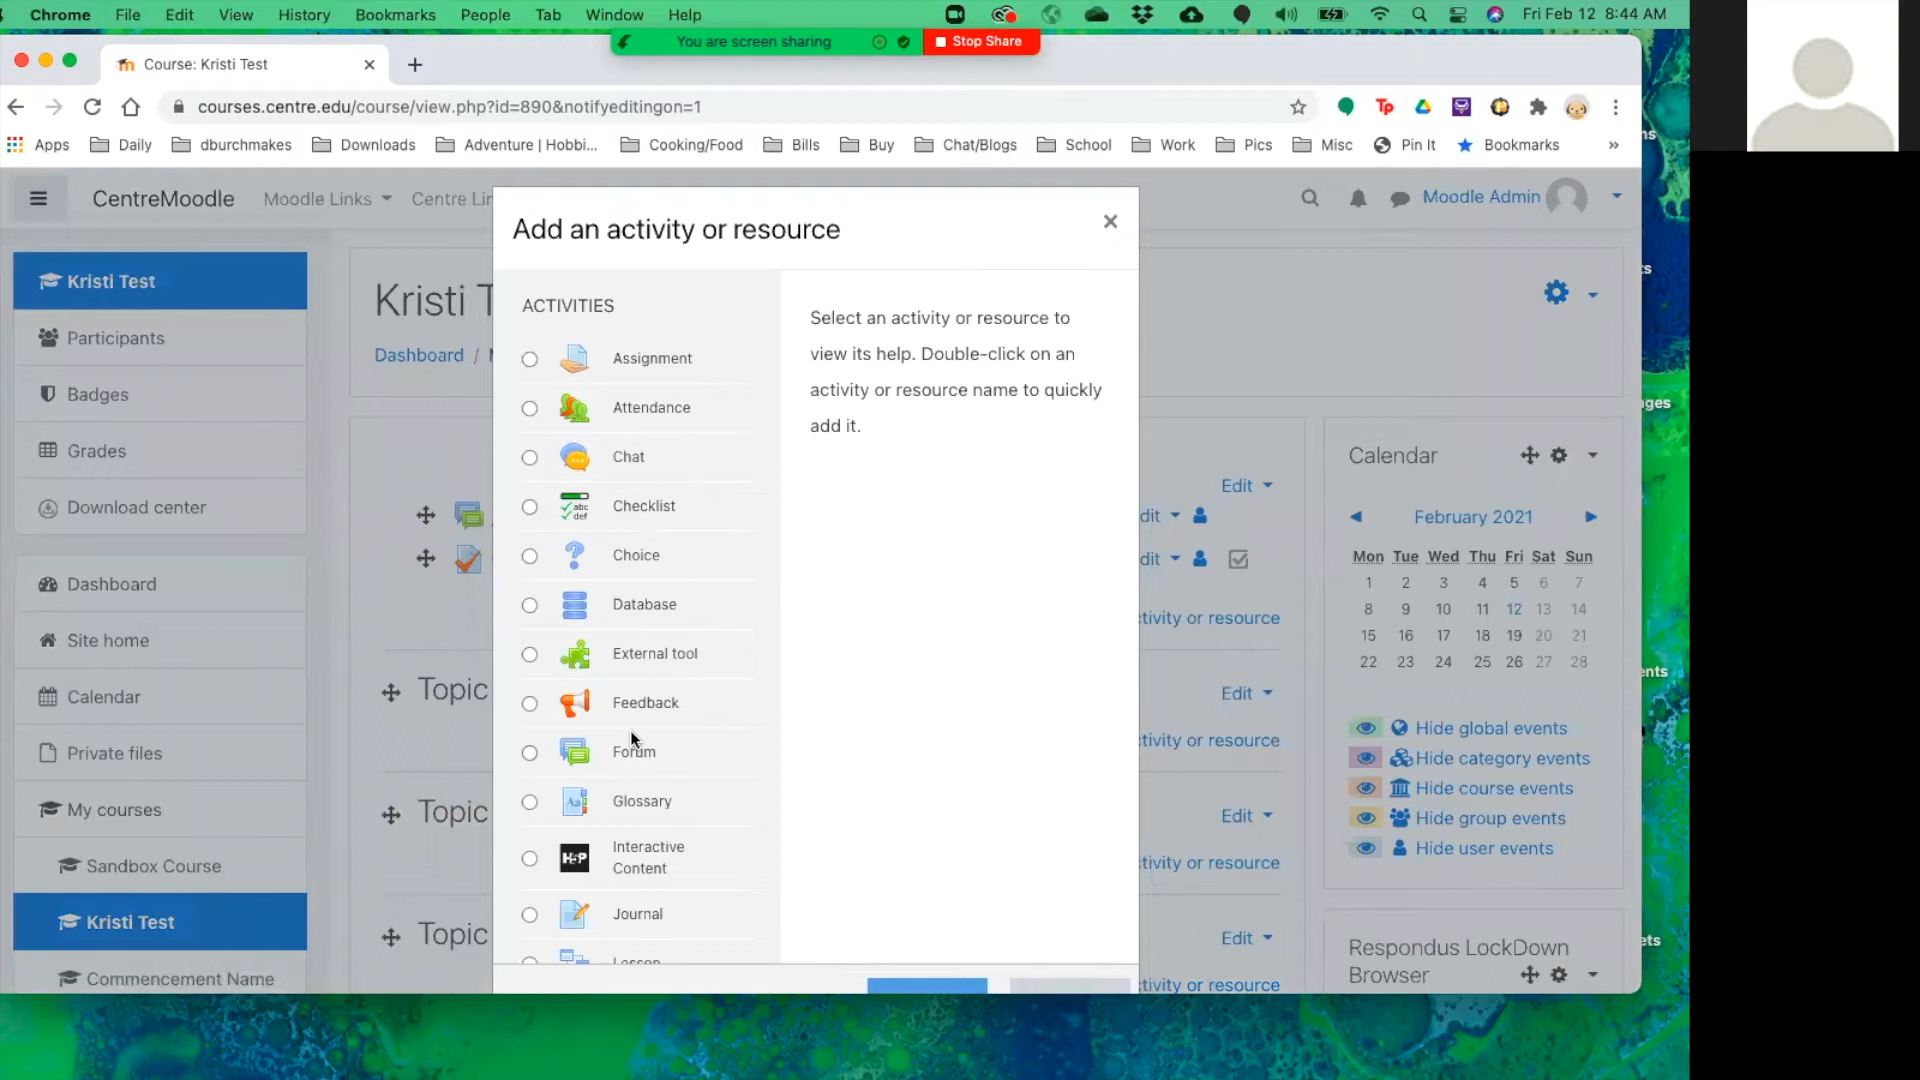 Chrome File Edit View History Bookmarks People Tab Window Help Fri Feb 12 8:44 AM
You are screen sharing Stop Share
Course: Kristi Test
courses.centre.edu/course/view.php?id=890&notifyeditingon=1
Apps Daily dburchmakes Downloads Adventure | Hobbi... Cooking/Food Bills Buy Chat/Blogs School Work Pics Misc Pin It Bookmarks »
CentreMoodle Moodle Links Centre Lin Moodle Admin
Kristi Test
Participants
Badges
Grades
Download center
Dashboard
Site home
Calendar
Private files
My courses
Sandbox Course
Kristi Test
Commencement Name
Kristi T
Dashboard /
Topic
Topic
Topic
Add an activity or resource
ACTIVITIES
Assignment
Attendance
Chat
Checklist
Choice
Database
External tool
Feedback
Forum
Glossary
H5P Interactive
Content
Journal
Lesson
Select an activity or resource to
view its help. Double-click on an
activity or resource name to quickly
add it.
Edit
dit
dit
tivity or resource
Edit
tivity or resource
Edit
tivity or resource
Edit
tivity or resource
Calendar
February 2021
Mon Tue Wed Thu Fri Sat Sun
1 2 3 4 5 6 7
8 9 10 11 12 13 14
15 16 17 18 19 20 21
22 23 24 25 26 27 28
Hide global events
Hide category events
Hide course events
Hide group events
Hide user events
Respondus LockDown
Browser